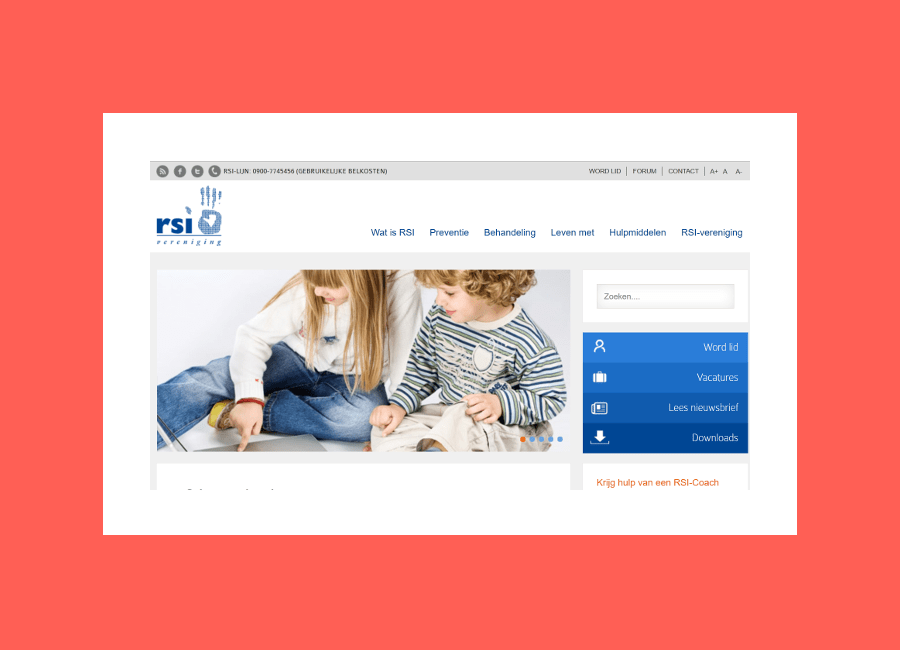 RSI-LIJN: 0900-7745456 (GEBRUIKELIJKE BELKOSTEN)
WORD LID | FORUM | CONTACT | A+ A A-
rsi
vereniging
Wat is RSI Preventie Behandeling Leven met Hulpmiddelen RSI-vereniging
Zoeken....
Word lid
Vacatures
Lees nieuwsbrief
Downloads
Krijg hulp van een RSI-Coach